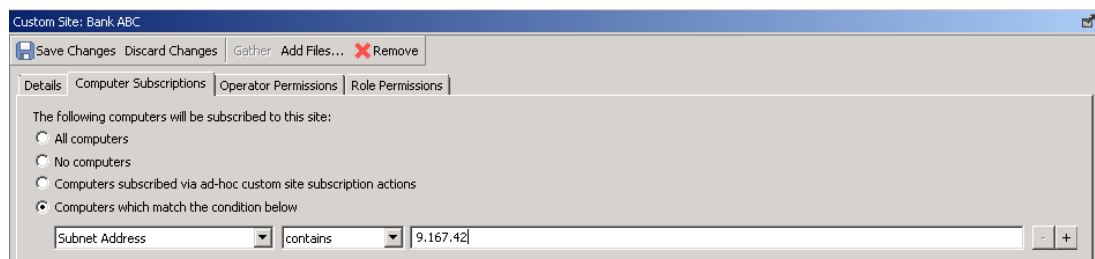 Custom Site: Bank ABC
Save Changes Discard Changes Gather Add Files... Remove
Details Computer Subscriptions Operator Permissions Role Permissions
The following computers will be subscribed to this site:
All computers
No computers
Computers subscribed via ad-hoc custom site subscription actions
Computers which match the condition below
Subnet Address contains 9.167.42 - +